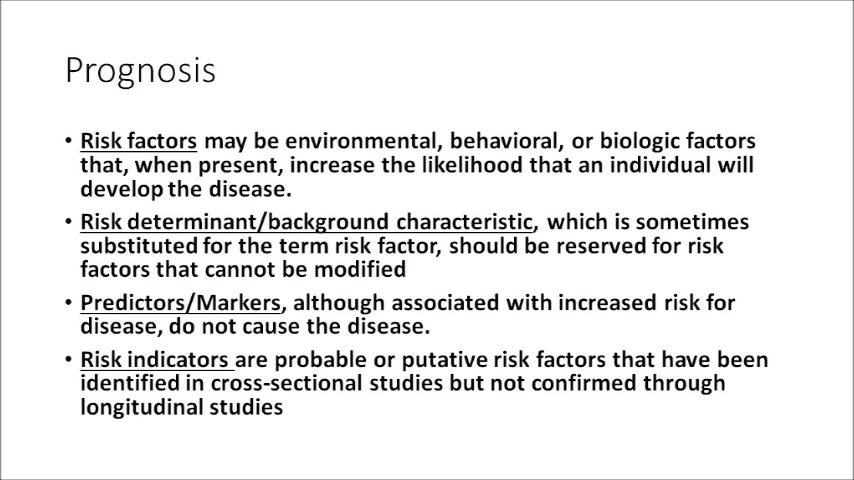 Prognosis
• Risk factors may be environmental, behavioral, or biologic factors
that, when present, increase the likelihood that an individual will
develop the disease.
• Risk determinant/background characteristic, which is sometimes
substituted for the term risk factor, should be reserved for risk
factors that cannot be modified
• Predictors/Markers, although associated with increased risk for
disease, do not cause the disease.
• Risk indicators are probable or putative risk factors that have been
identified in cross-sectional studies but not confirmed through
longitudinal studies